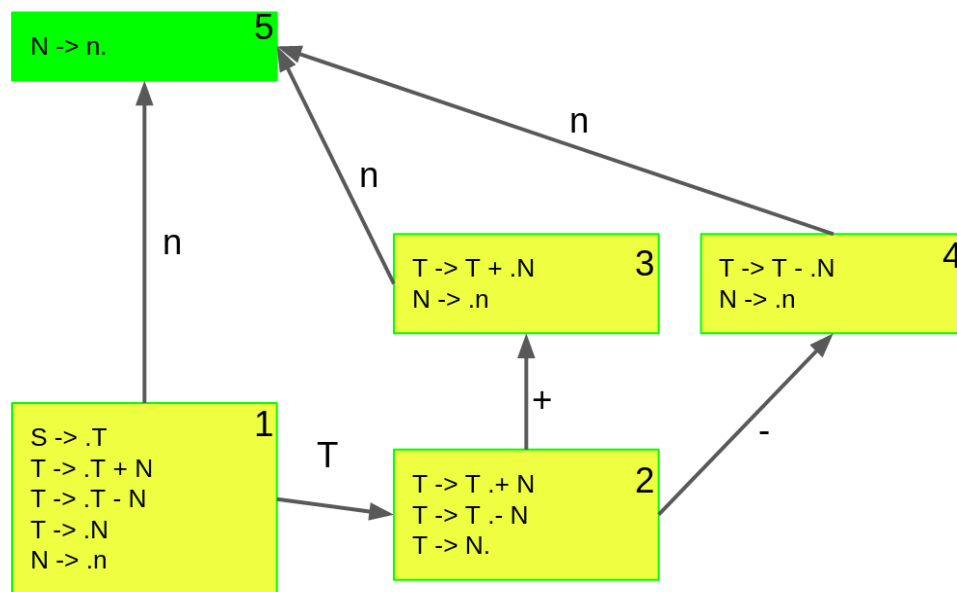 N -> n.
5
n
n
n
T -> T + .N
N -> .n
3
T -> T - .N
N -> .n
4
S -> .T
T -> .T + N
T -> .T - N
T -> .N
N -> .n
1
T
+
-
T -> T .+ N
T -> T .- N
T -> N.
2